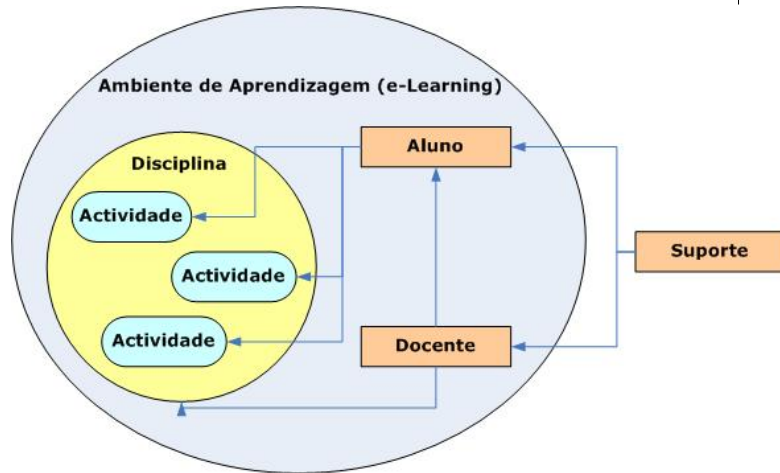 Ambiente de Aprendizagem (e-Learning)
Aluno
Disciplina
Actividade
Suporte
Actividade
Actividade
Docente